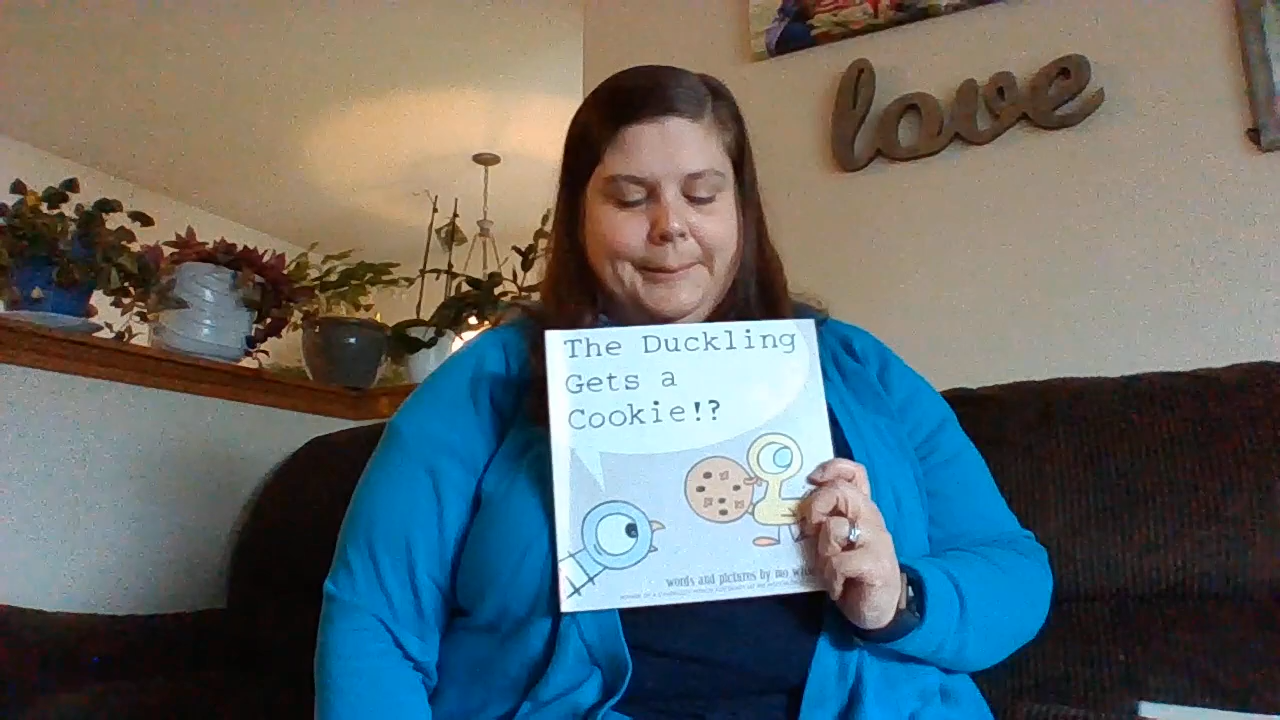 love
The Duckling
Gets a
Cookie!?
words and pictures by mo